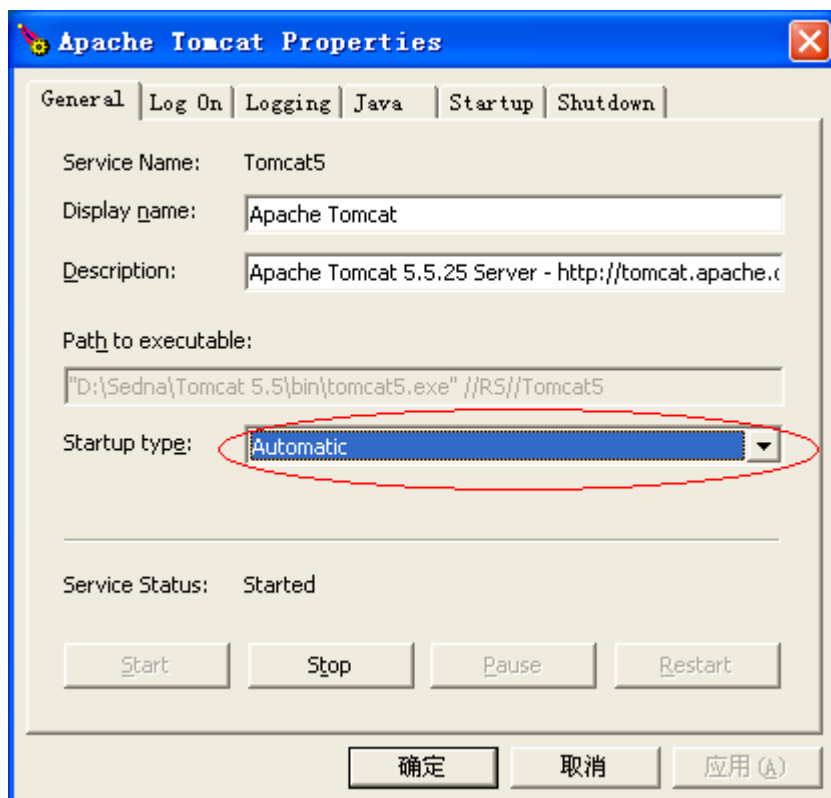 Apache Tomcat Properties
General Log On Logging Java Startup Shutdown
Service Name: Tomcat5
Display name: Apache Tomcat
Description: Apache Tomcat 5.5.25 Server - http://tomcat.apache.
Path to executable:
"D:\Sedna\Tomcat 5.5\bin\tomcat5.exe" //RS//Tomcat5
Startup type: Automatic
Service Status: Started
Start Stop Pause Restart
确定 取消 应用(A)